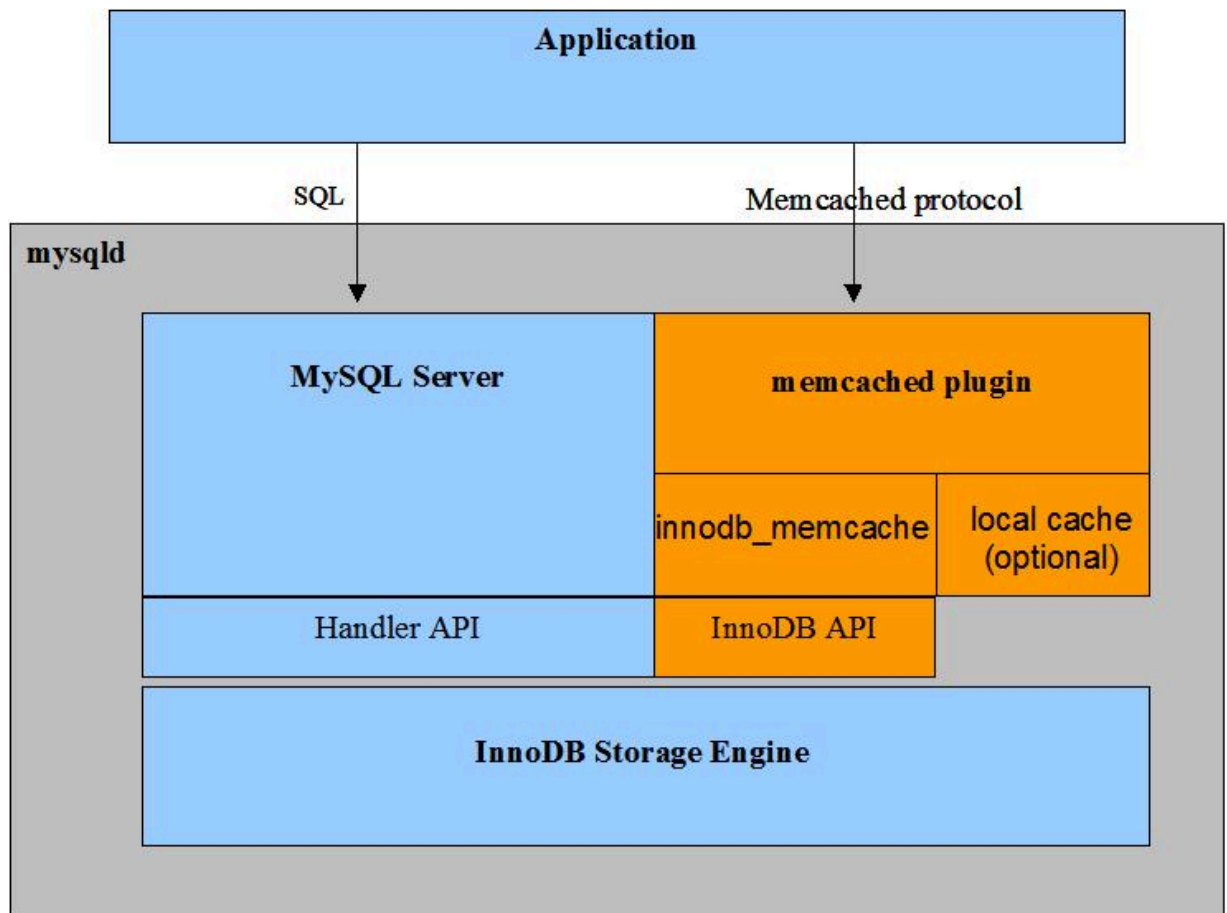 Application
SQL
Memcached protocol
mysqld
MySQL Server
memcached plugin
innodb_memcache
local cache
(optional)
Handler API
InnoDB API
InnoDB Storage Engine